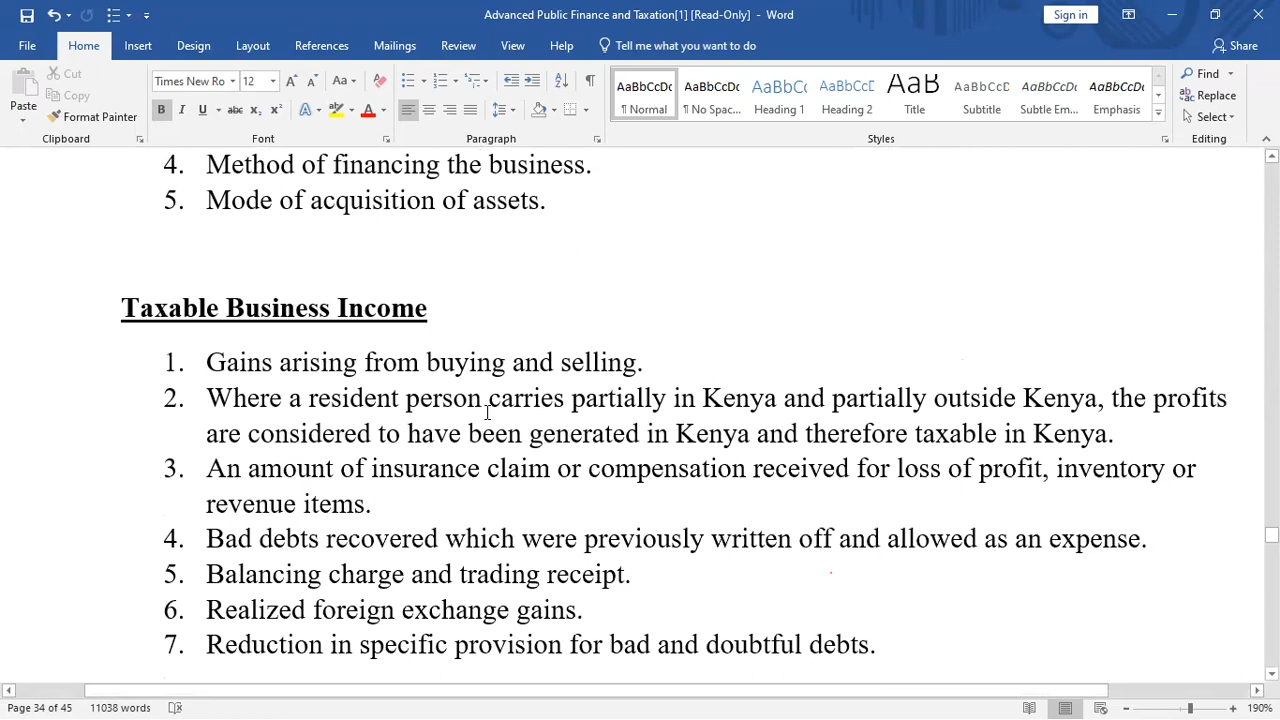 Advanced Public Finance and Taxation[1] [Read-Only] - Word
Sign in
File Home Insert Design Layout References Mailings Review View Help Tell me what you want to do Share
Paste
Cut
Copy
Format Painter
Clipboard
Times New Ro 12
Font
Paragraph
AaBbCcDc AaBbCcDc AaBbC AaBbCcC AaB AaBbCcD AaBbCcDc AaBbCcDc
¶ Normal ¶ No Spac... Heading 1 Heading 2 Title Subtitle Subtle Em... Emphasis
Styles
Find
Replace
Select
Editing
4. Method of financing the business.
5. Mode of acquisition of assets.
Taxable Business Income
1. Gains arising from buying and selling.
2. Where a resident person carries partially in Kenya and partially outside Kenya, the profits
are considered to have been generated in Kenya and therefore taxable in Kenya.
3. An amount of insurance claim or compensation received for loss of profit, inventory or
revenue items.
4. Bad debts recovered which were previously written off and allowed as an expense.
5. Balancing charge and trading receipt.
6. Realized foreign exchange gains.
7. Reduction in specific provision for bad and doubtful debts.
Page 34 of 45 11038 words 190%